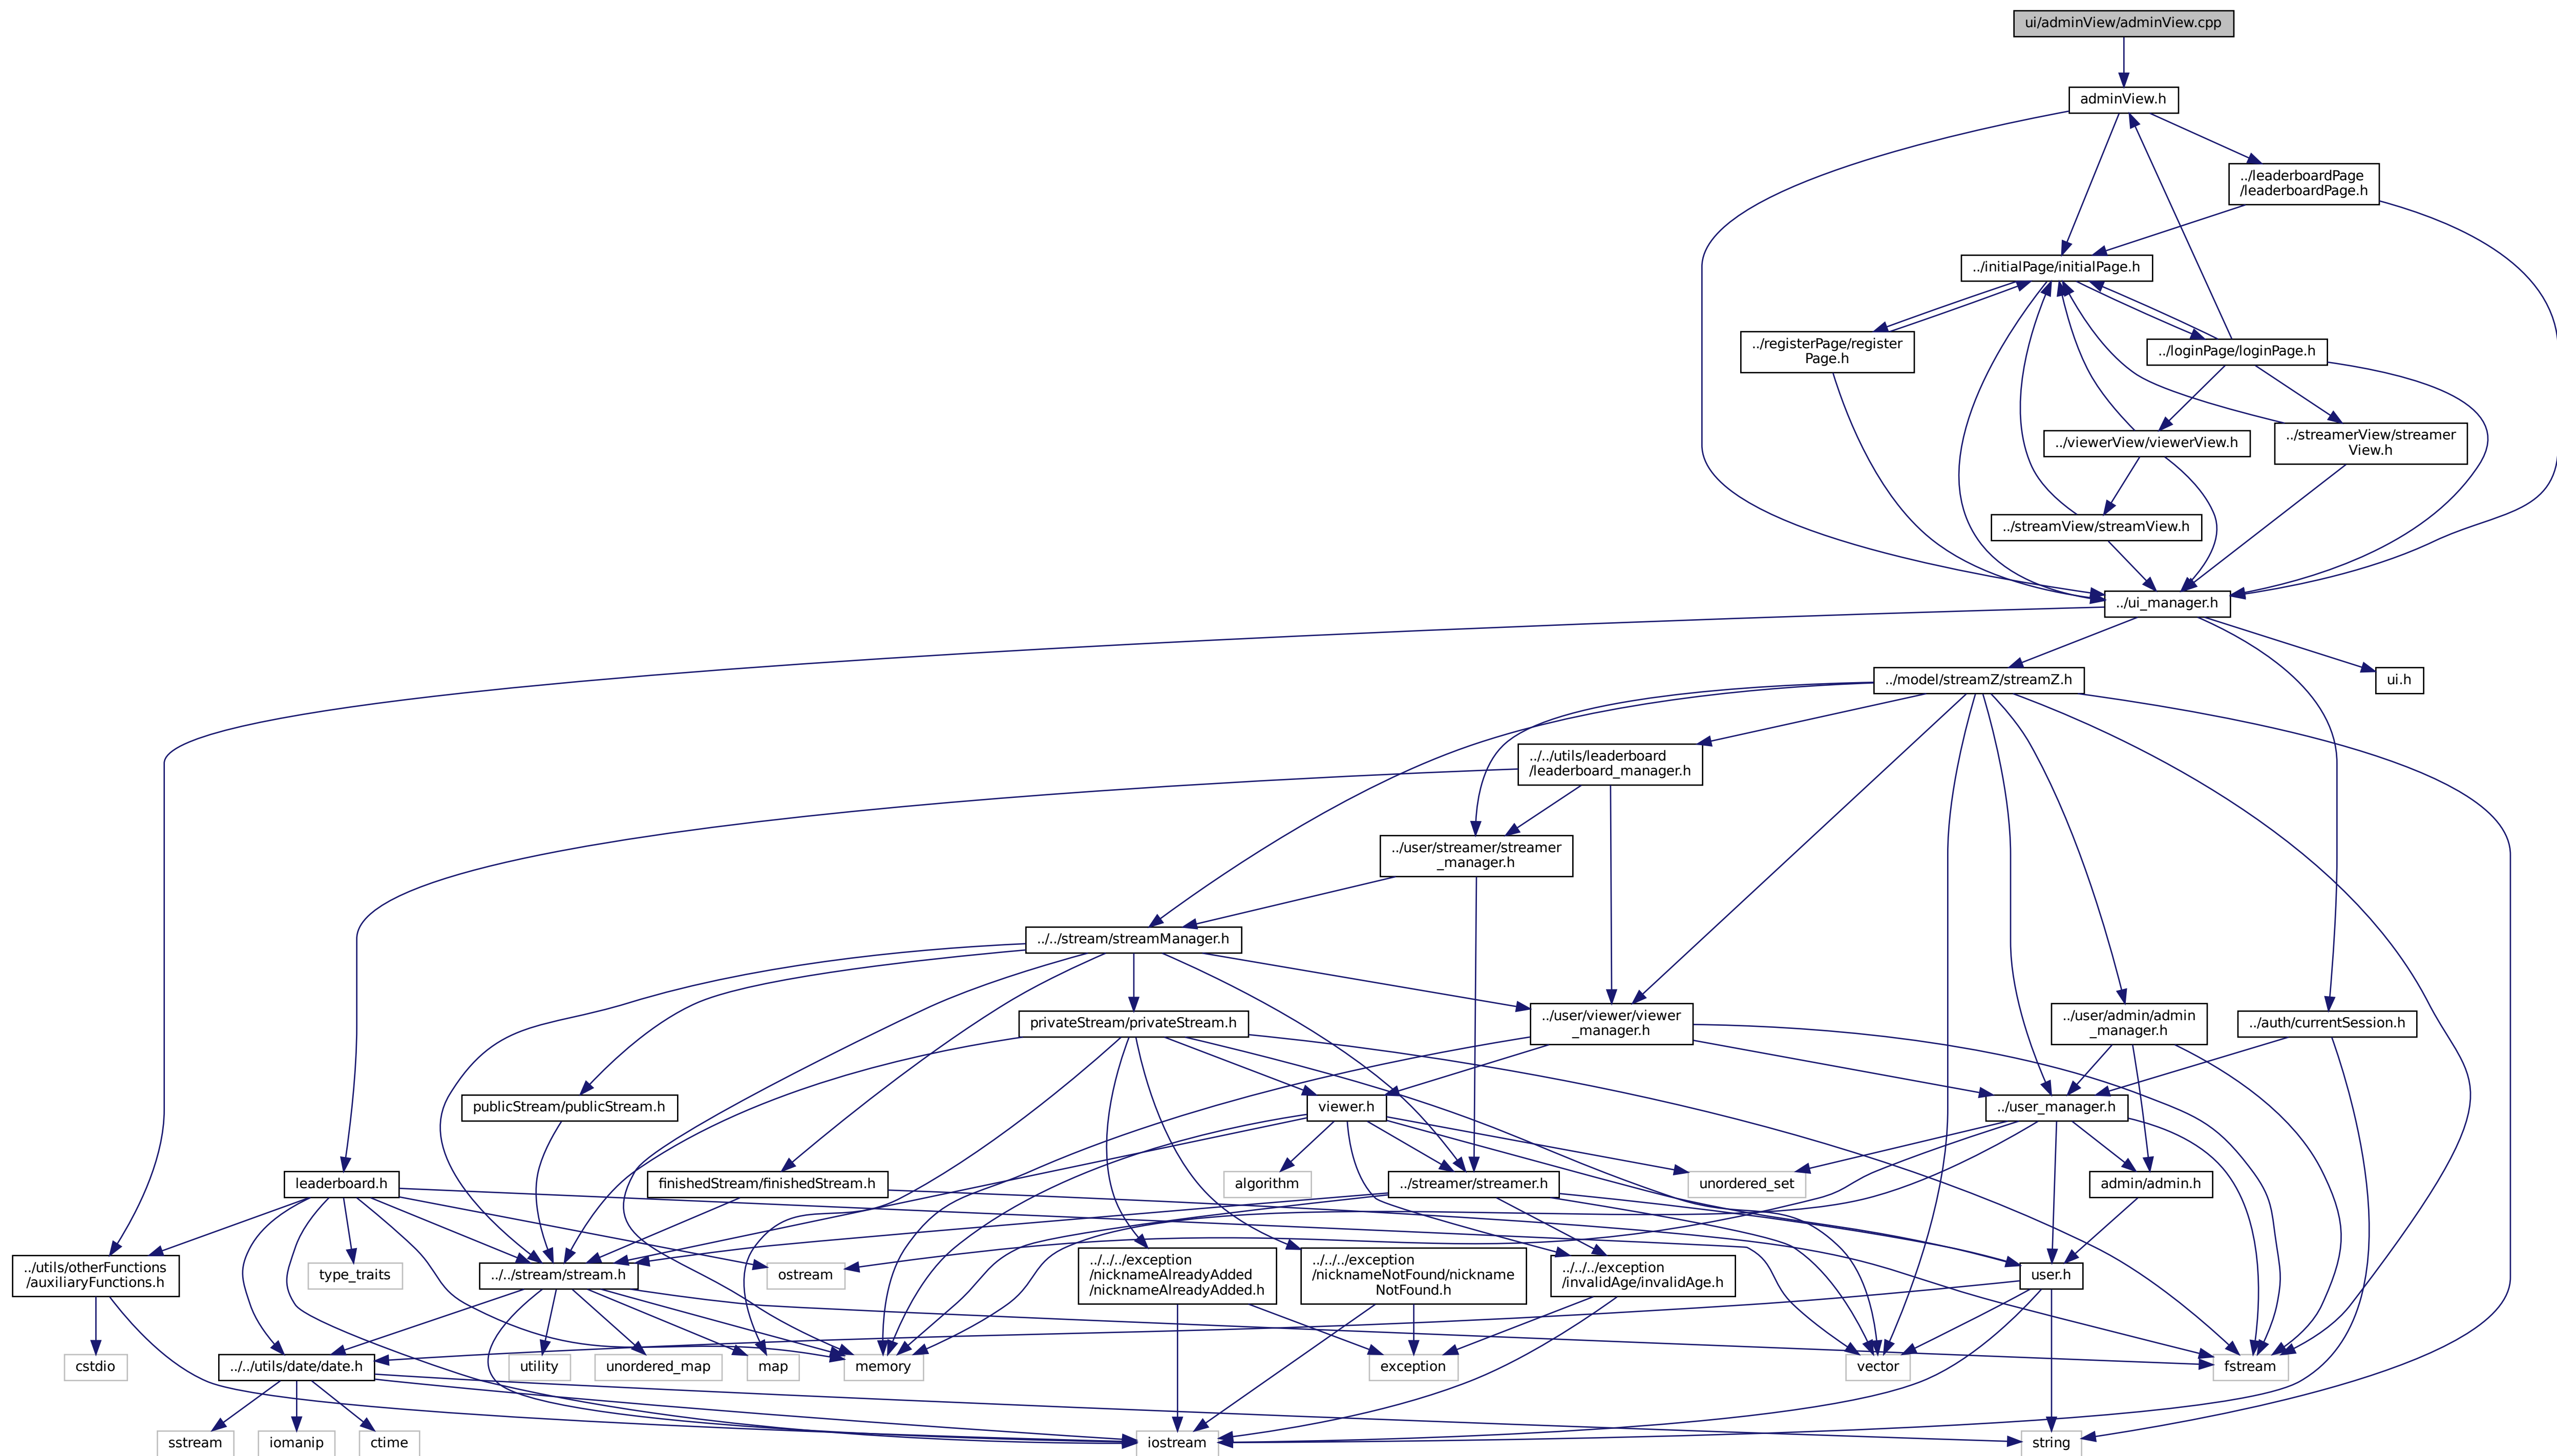 ui/adminView/adminView.cpp
adminView.h
../leaderboardPage
/leaderboardPage.h
../initialPage/initialPage.h
../registerPage/register
Page.h
../loginPage/loginPage.h
../viewerView/viewerView.h
../streamerView/streamer
View.h
../streamView/streamView.h
../ui_manager.h
../model/streamZ/streamZ.h
ui.h
../../utils/leaderboard
/leaderboard_manager.h
../user/streamer/streamer
_manager.h
../../stream/streamManager.h
privateStream/privateStream.h
../user/viewer/viewer
_manager.h
../user/admin/admin
_manager.h
../auth/currentSession.h
publicStream/publicStream.h
viewer.h
../user_manager.h
leaderboard.h
finishedStream/finishedStream.h
algorithm
../streamer/streamer.h
unordered_set
admin/admin.h
../utils/otherFunctions
/auxiliaryFunctions.h
type_traits
../../stream/stream.h
ostream
../../../exception
/nicknameAlreadyAdded
/nicknameAlreadyAdded.h
../../../exception
/nicknameNotFound/nickname
NotFound.h
../../../exception
/invalidAge/invalidAge.h
user.h
cstdio
../../utils/date/date.h
utility
unordered_map
map
memory
exception
vector
fstream
sstream
iomanip
ctime
iostream
string